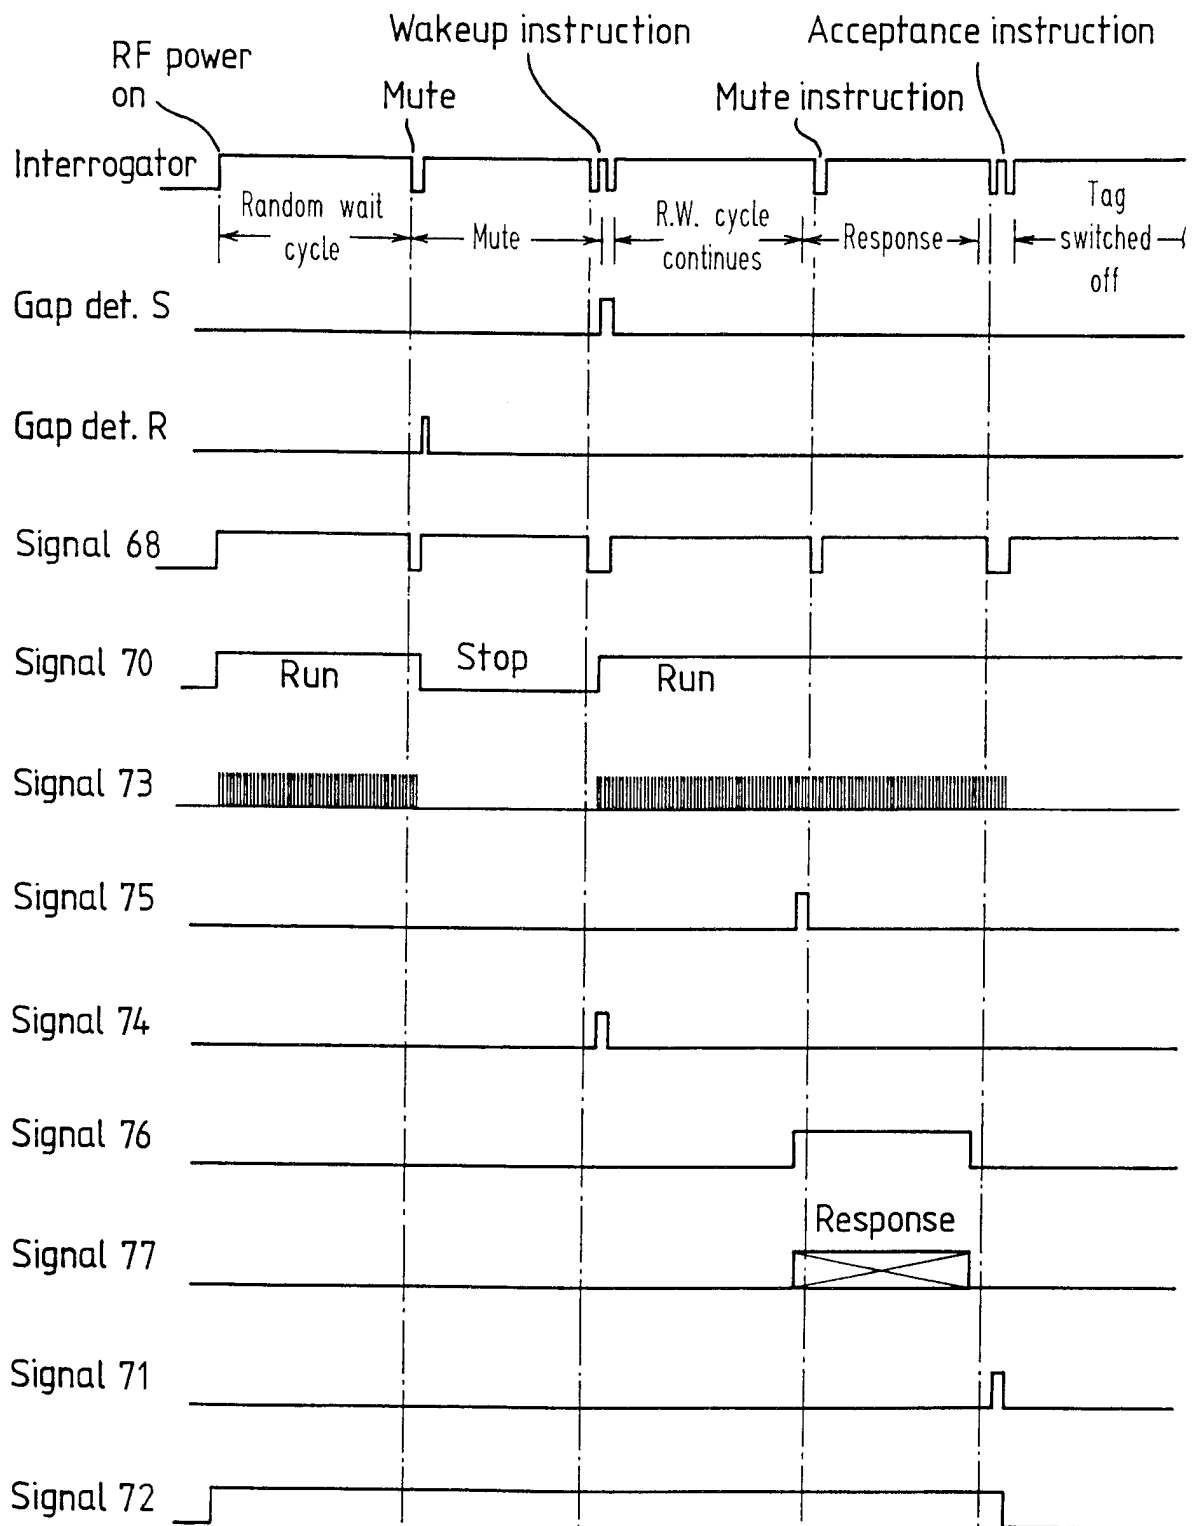 Wakeup instruction
Acceptance instruction
RF power
on
Mute
Mute instruction
Interrogator
Random wait
cycle
Mute
R.W. cycle
continues
Response
Tag
switched
off
Gap det. S
Gap det. R
Signal 68
Signal 70
Run
Stop
Run
Signal 73
Signal 75
Signal 74
Signal 76
Response
Signal 77
Signal 71
Signal 72